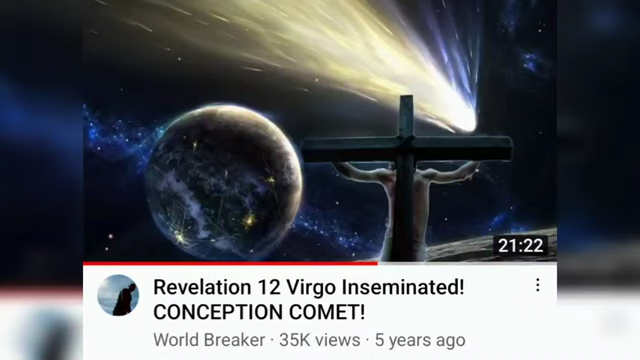 21:22
Revelation 12 Virgo Inseminated!
CONCEPTION COMET!
World Breaker · 35K views · 5 years ago